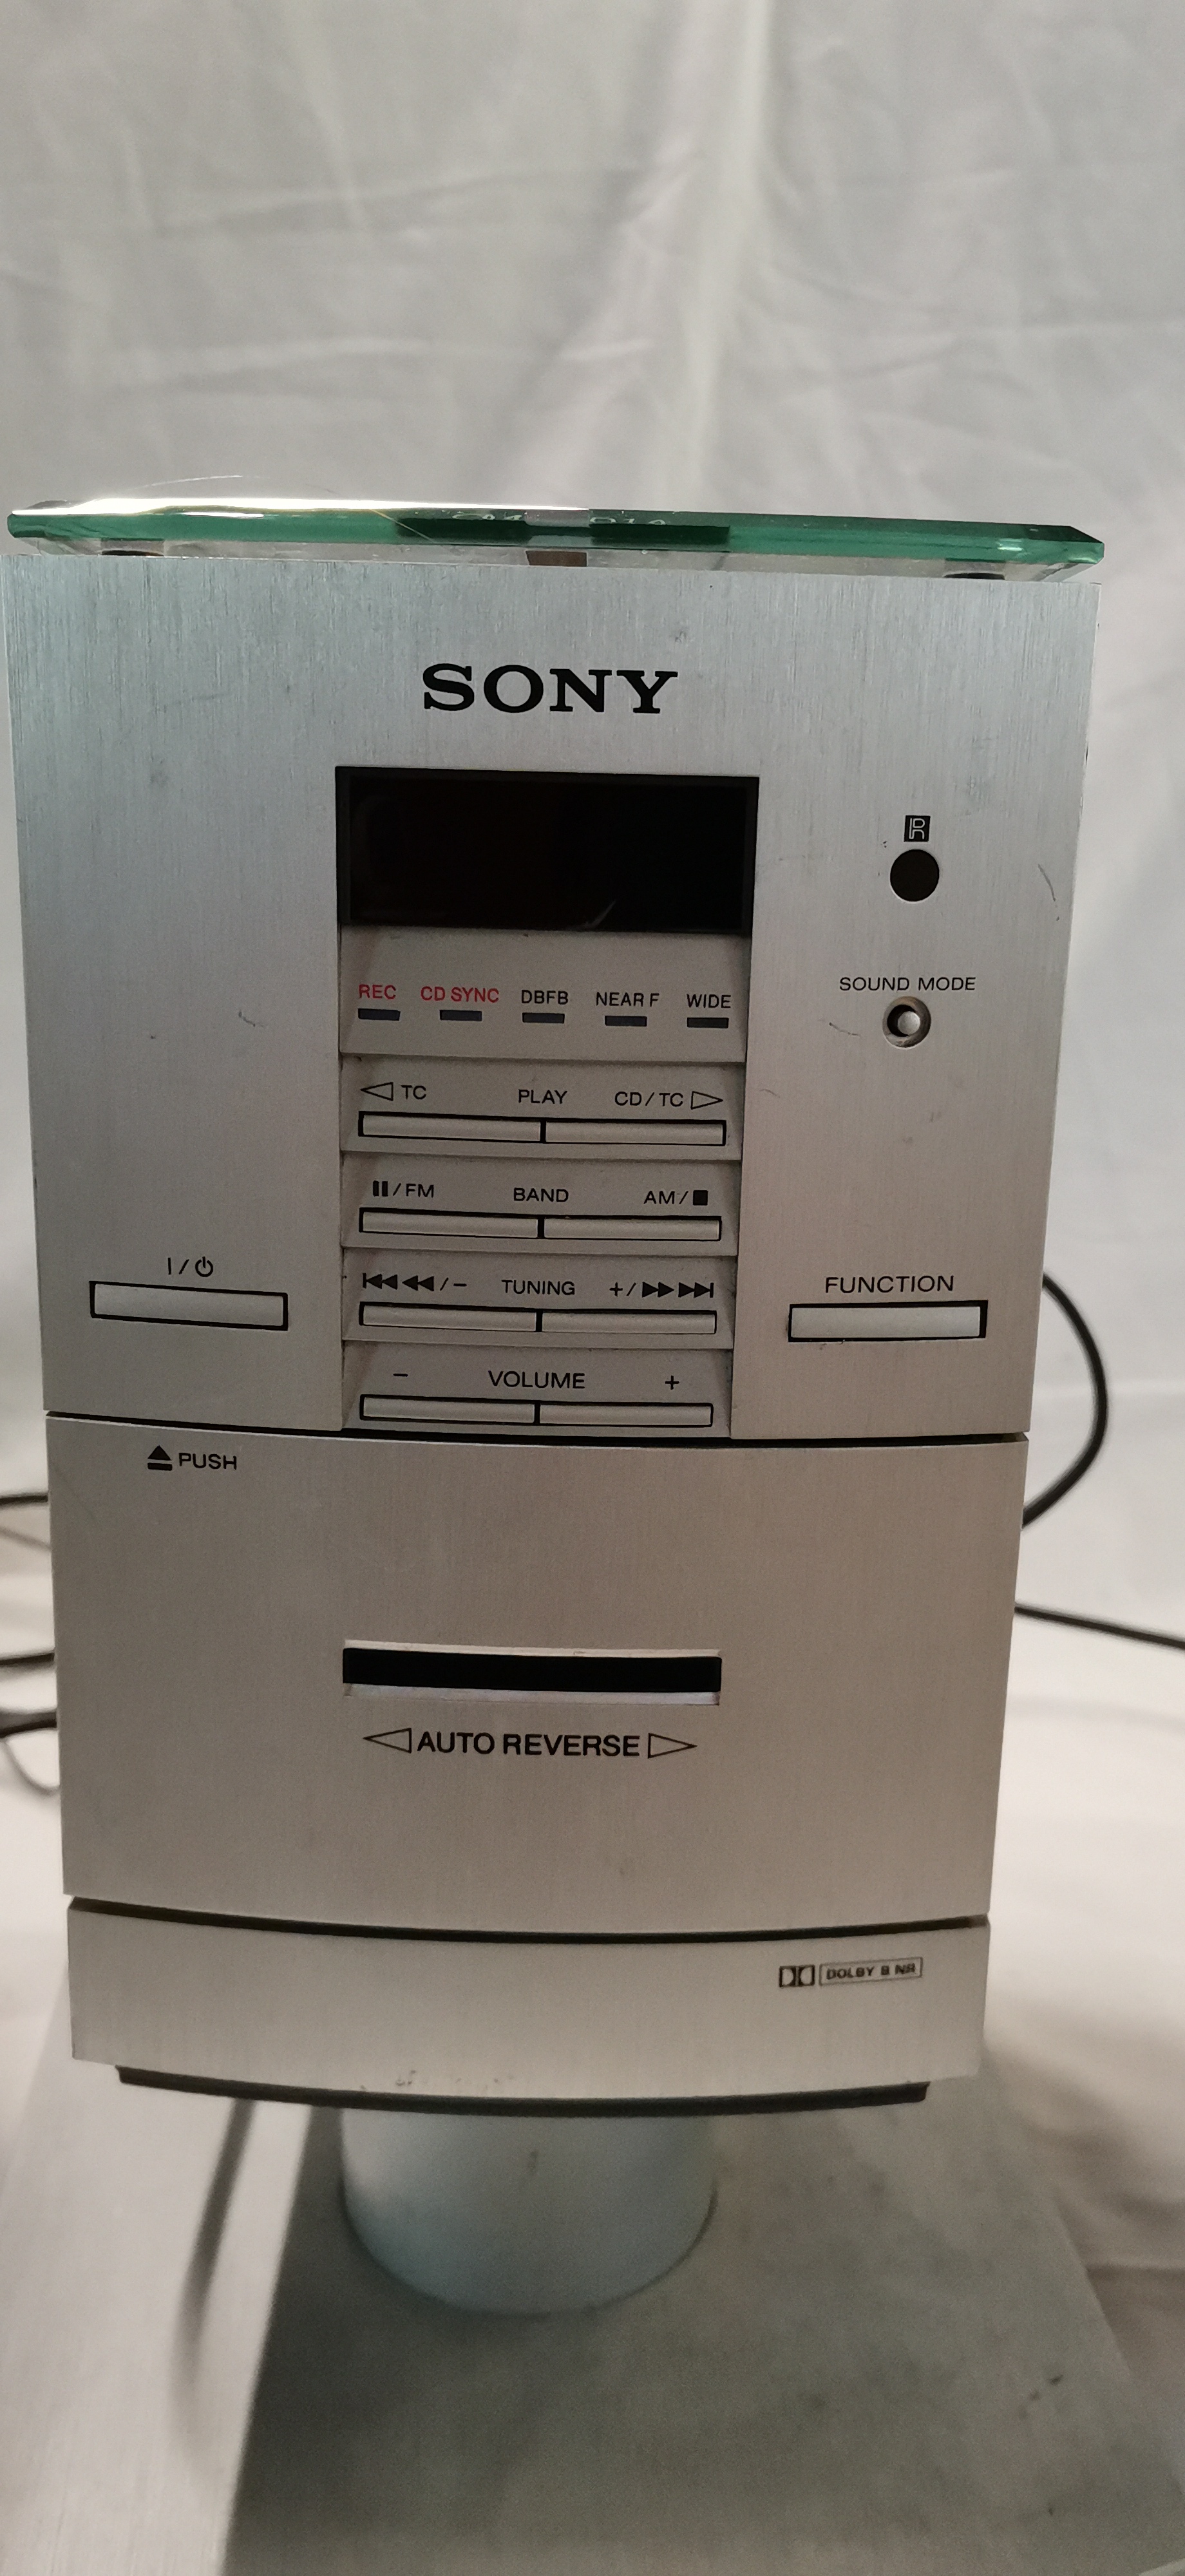 SONY
R
SOUND MODE
REC CD SYNC DBFB NEAR F WIDE
◁ TC PLAY CD/TC ▷
▮▮/FM BAND AM/■
I/⏻
⏮◀◀/− TUNING +/▶▶⏭
FUNCTION
− VOLUME +
⏏ PUSH
◁ AUTO REVERSE ▷
DOLBY B NR